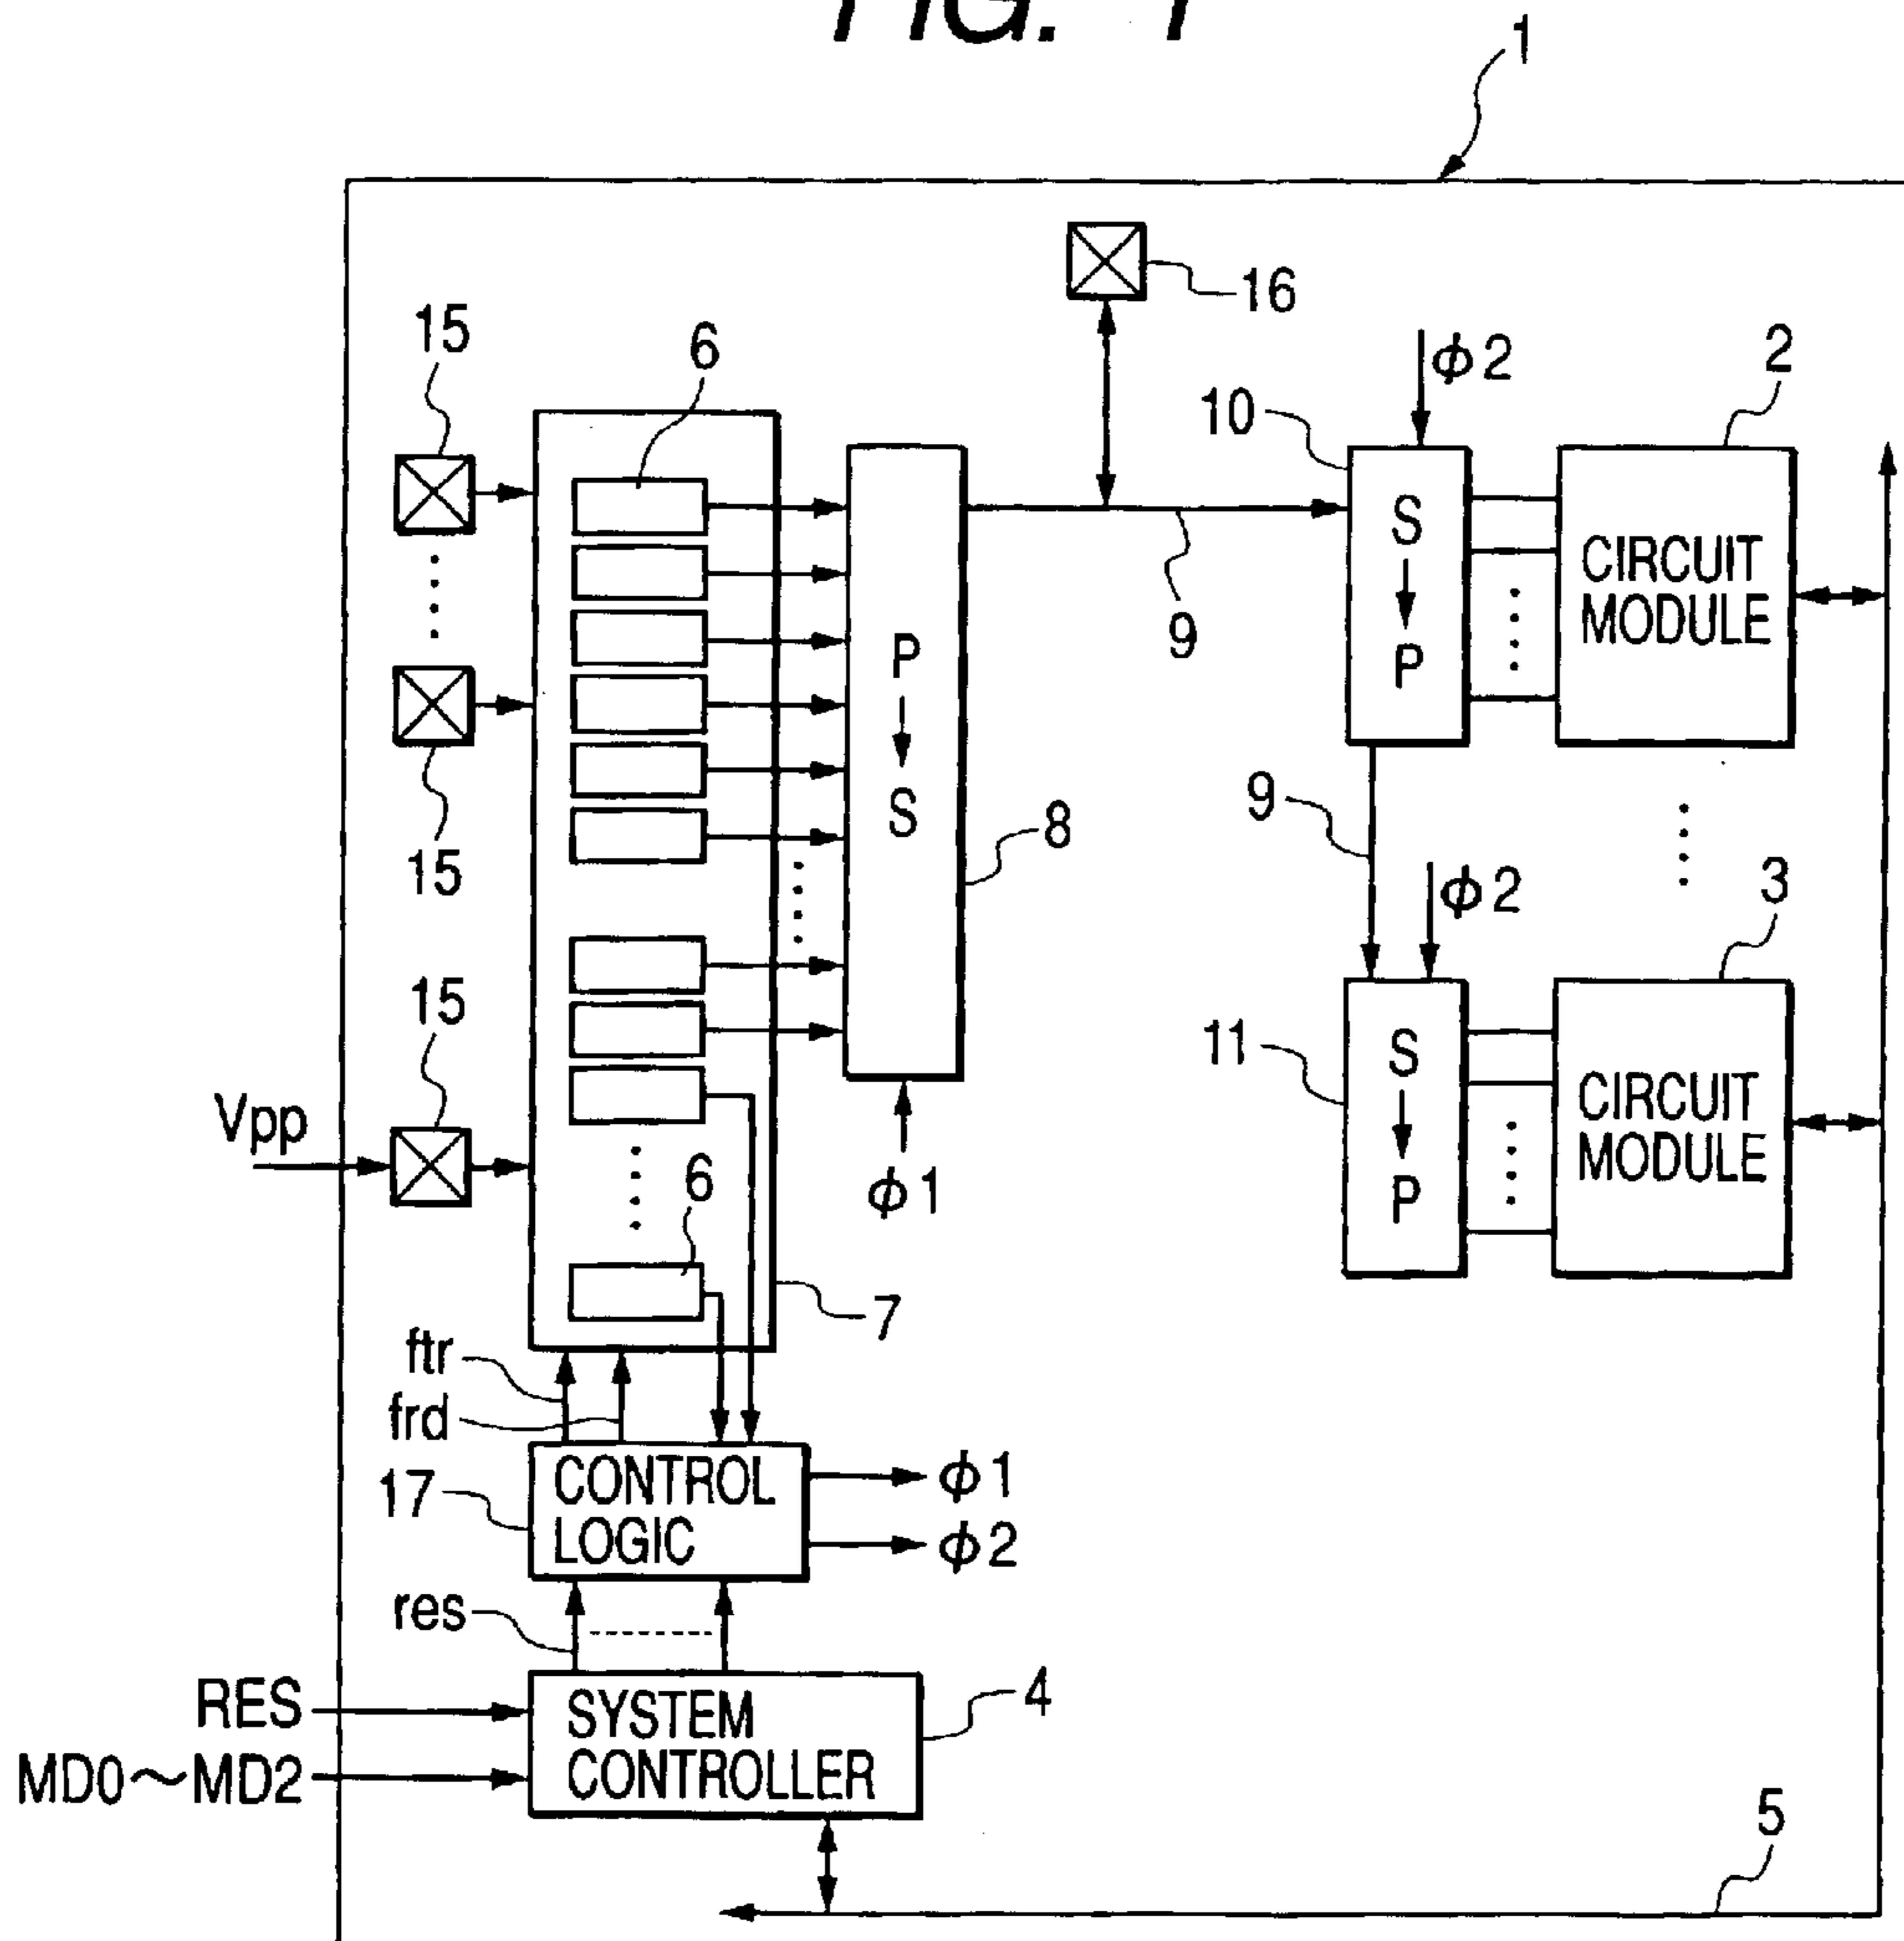 FIG. 1
1
16
15
6
φ2
2
10
S
P
CIRCUIT
MODULE
9
P
S
8
15
9
φ2
3
15
11
S
P
CIRCUIT
MODULE
Vpp
φ1
6
7
ftr
frd
17
CONTROL
LOGIC
φ1
φ2
res
RES
MD0~MD2
SYSTEM
CONTROLLER
4
5